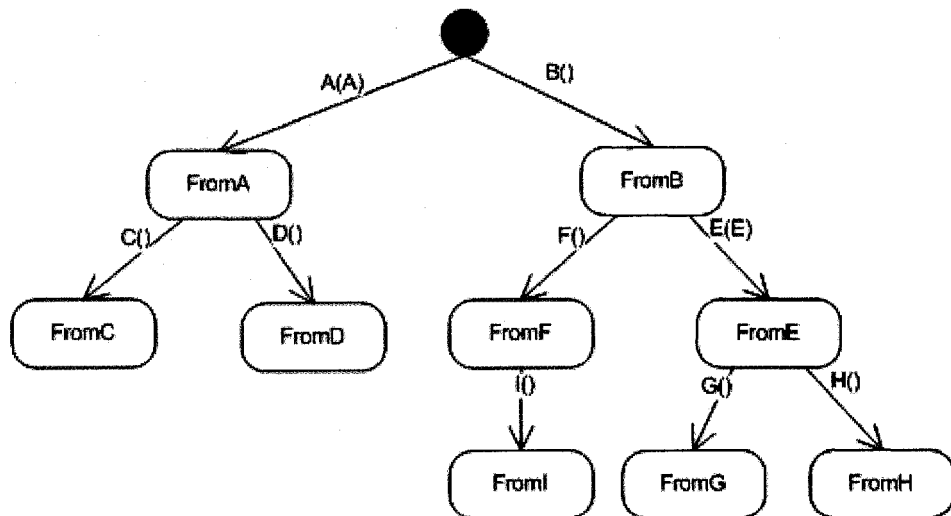 A(A)
B()
FromA
FromB
C()
D()
F()
E(E)
FromC
FromD
FromF
FromE
I()
G()
H()
FromI
FromG
FromH